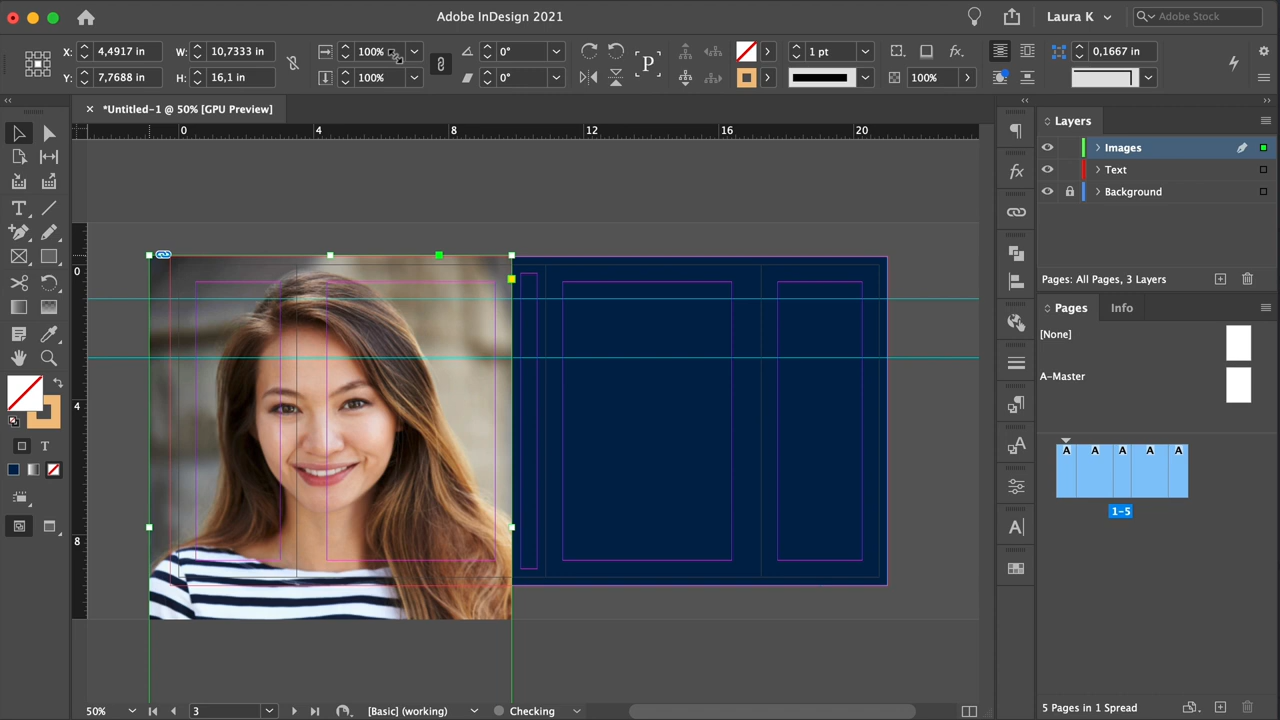 Adobe InDesign 2021
Laura K
Adobe Stock
X: 4,4917 in
W: 10,7333 in
100%
0°
1 pt
0,1667 in
Y: 7,7688 in
H: 16,1 in
100%
0°
P
fx.
100%
*Untitled-1 @ 50% [GPU Preview]
0
4
8
12
16
20
0
4
8
T
T
fx
A
Layers
Images
Text
Background
Pages: All Pages, 3 Layers
Pages
Info
[None]
A-Master
A
A
A
A
A
1-5
50%
3
[Basic] (working)
Checking
5 Pages in 1 Spread